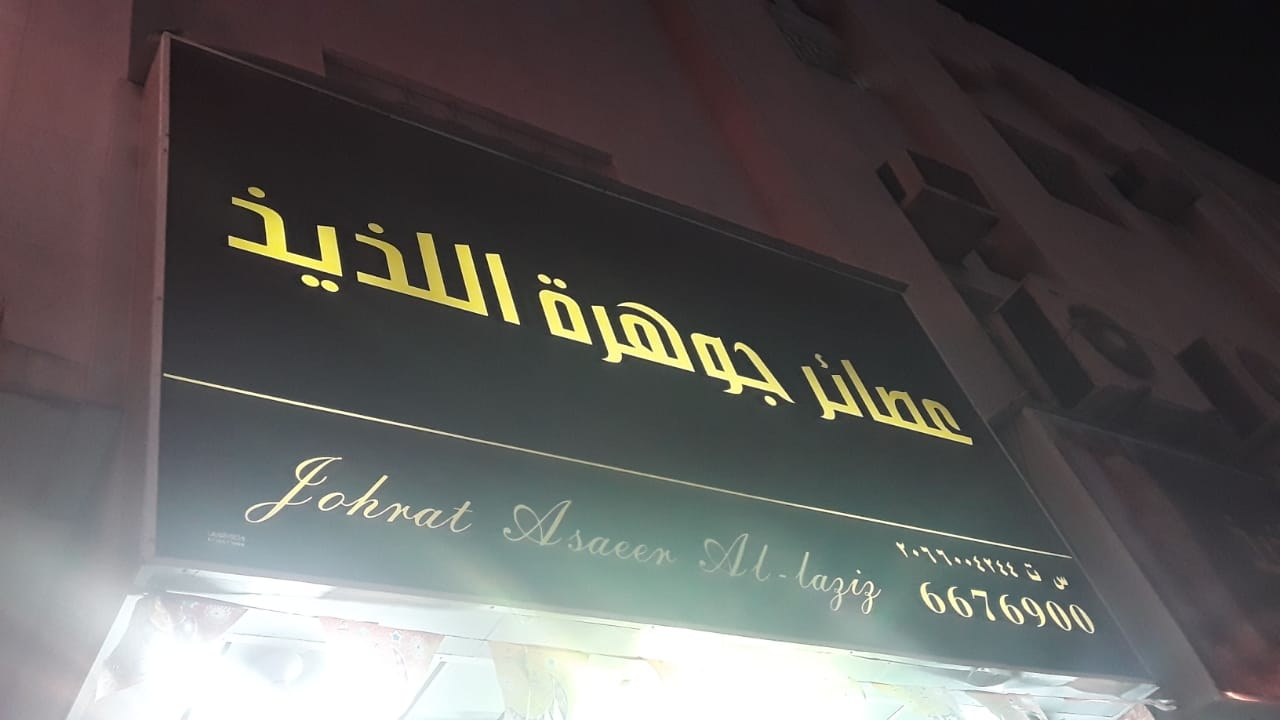 عصائر جوهرة اللذيذ
Johrat Asaeer Al-laziz
س ت ٢٠٦٦٠٠٤٢٤٤
6676900